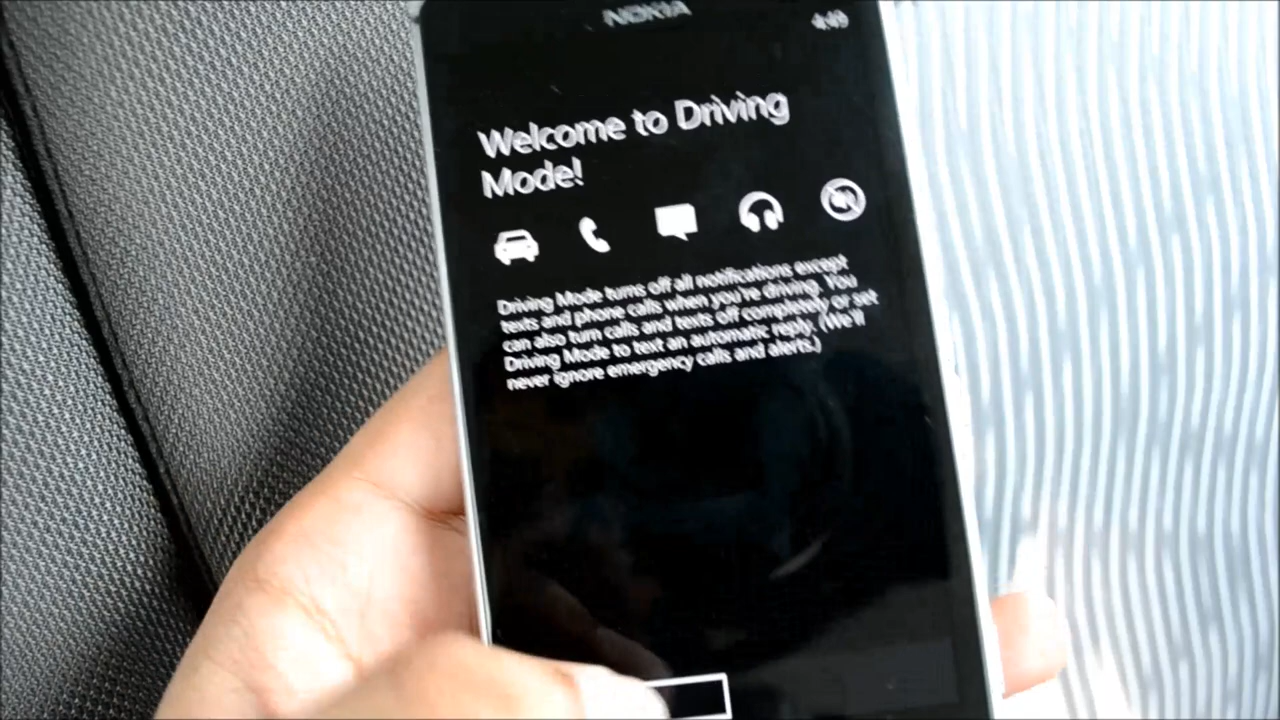 NOKIA
4:49
Welcome to Driving
Mode!
Driving Mode turns off all notifications except
texts and phone calls when you're driving. You
can also turn calls and texts off completely or set
Driving Mode to text an automatic reply. (We'll
never ignore emergency calls and alerts.)